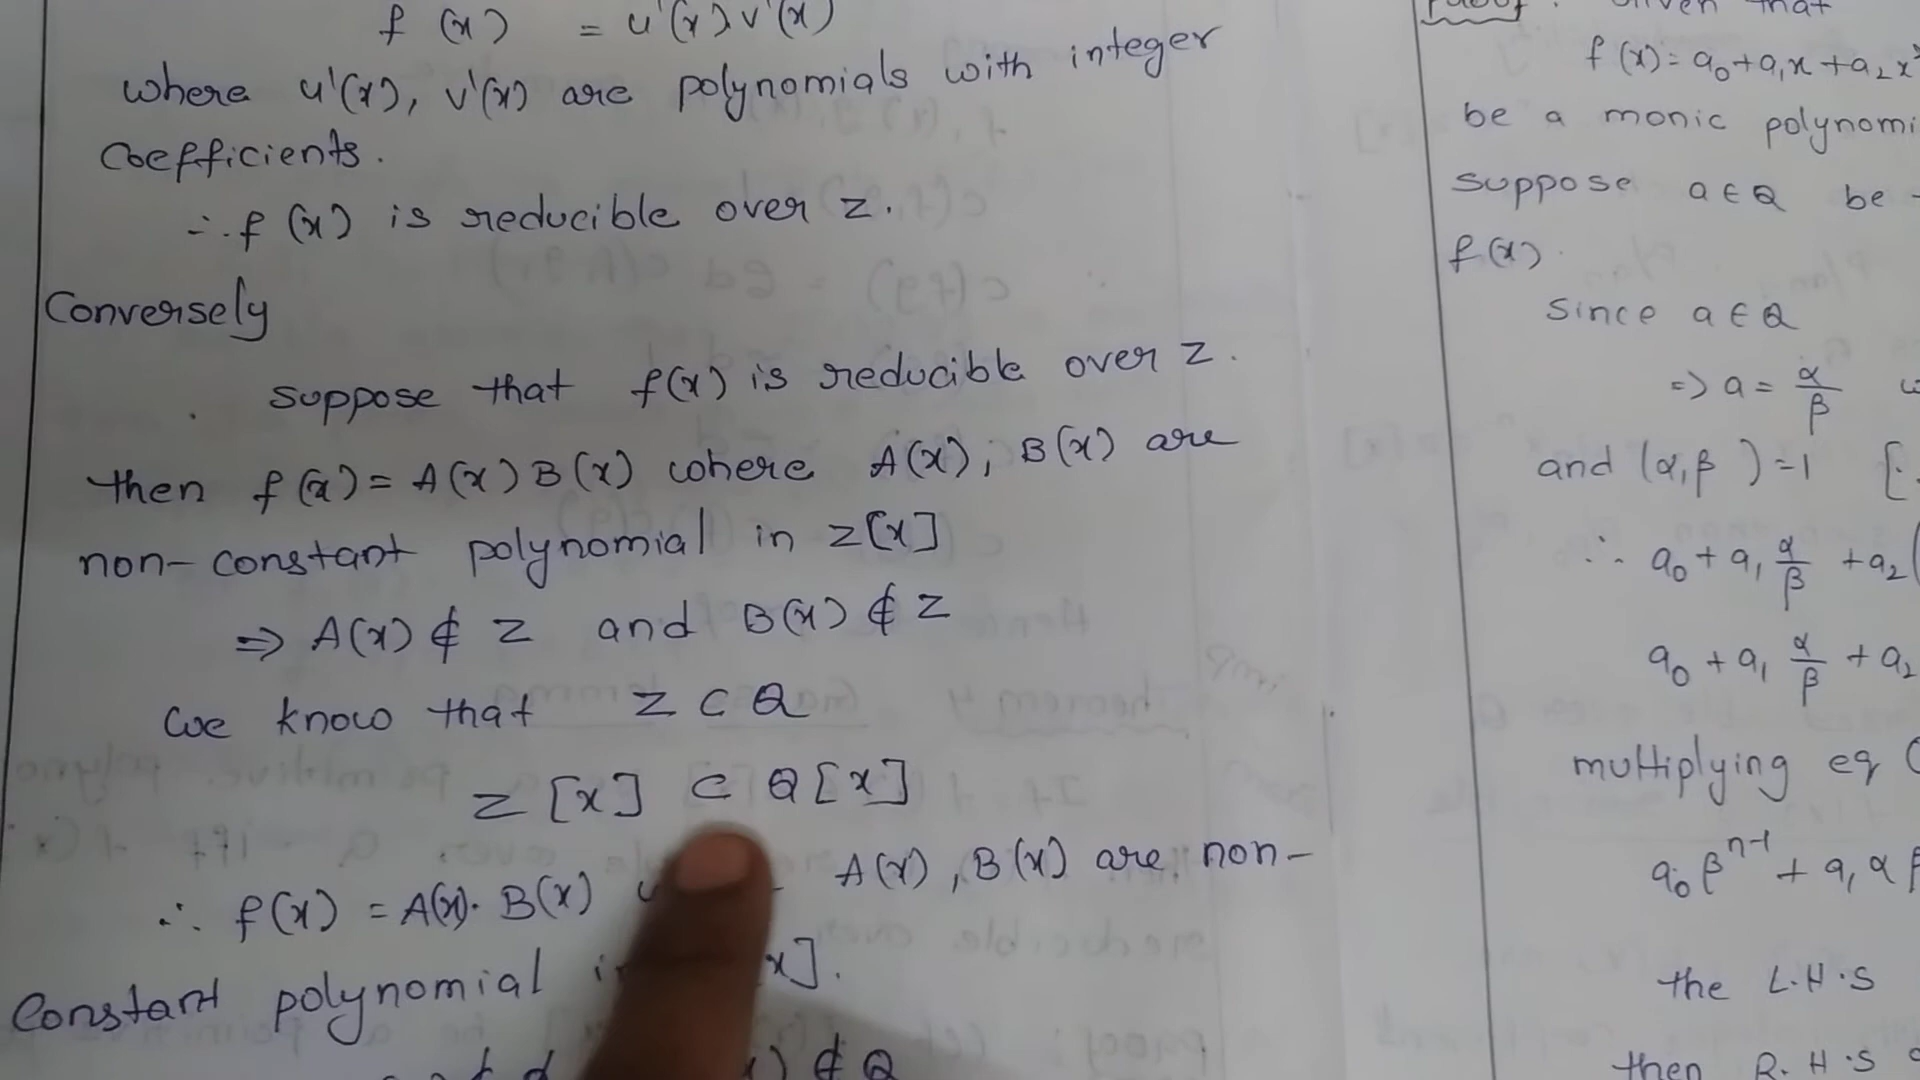 f (x) = u'(x) v'(x)
where u'(x), v'(x) are polynomials with integer
coefficients.
∴ f (x) is reducible over z.
Conversely
suppose that f(x) is reducible over z.
then f(x) = A(x) B(x) where A(x), B(x) are
non-constant polynomial in z[x]
⇒ A(x) ∉ z and B(x) ∉ z
we know that z ⊂ Q
z [x] ⊂ Q [x]
∴ f(x) = A(x). B(x) A(x), B(x) are non-
constant polynomial x].
) ∉ Q
that
f(x) = a₀+a₁x+a₂x
be a monic
suppose a ∈ Q be
f(x).
since a ∈ Q
⇒ a = α/β
and (α, β) = 1 [
∴ a₀ + a₁ α/β + a₂ (
a₀ + a₁ α/β + a₂
multiplying eq
a₀ βⁿ⁻¹ + a₁ α β
the L.H.S
then R.H.S